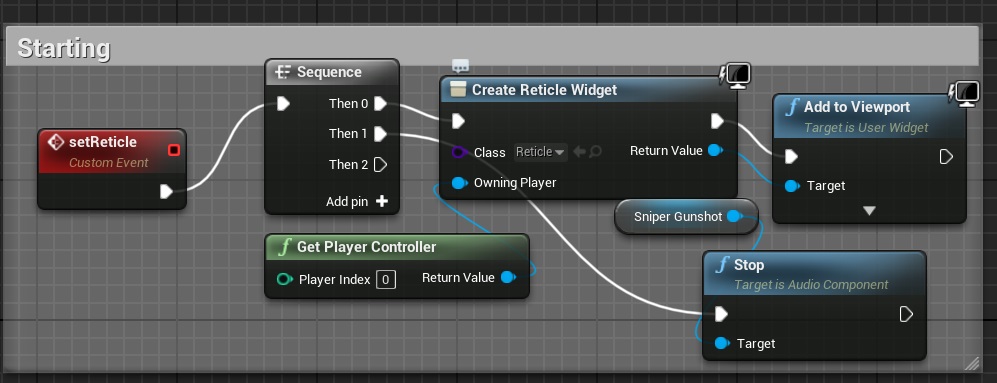 Starting
setReticle
Custom Event
Sequence
Then 0
Then 1
Then 2
Add pin
Get Player Controller
Player Index 0
Return Value
Create Reticle Widget
Class Reticle
Return Value
Owning Player
Sniper Gunshot
Add to Viewport
Target is User Widget
Target
Stop
Target is Audio Component
Target